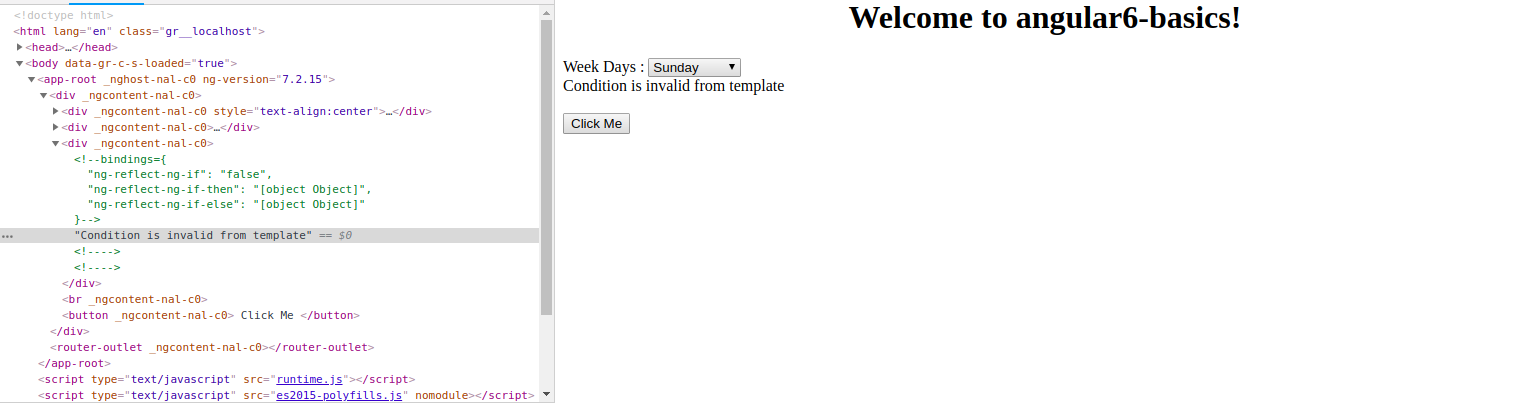 <!doctype html>
<html lang="en" class="gr__localhost">
▶<head>…</head>
▼<body data-gr-c-s-loaded="true">
▼<app-root _nghost-nal-c0 ng-version="7.2.15">
▼<div _ngcontent-nal-c0>
▶<div _ngcontent-nal-c0 style="text-align:center">…</div>
▶<div _ngcontent-nal-c0>…</div>
▼<div _ngcontent-nal-c0>
<!--bindings={
"ng-reflect-ng-if": "false",
"ng-reflect-ng-if-then": "[object Object]",
"ng-reflect-ng-if-else": "[object Object]"
}-->
"Condition is invalid from template" == $0
<!---->
<!---->
</div>
<br _ngcontent-nal-c0>
<button _ngcontent-nal-c0> Click Me </button>
</div>
<router-outlet _ngcontent-nal-c0></router-outlet>
</app-root>
<script type="text/javascript" src="runtime.js"></script>
<script type="text/javascript" src="es2015-polyfills.js" nomodule></script>
Welcome to angular6-basics!
Week Days : Sunday
Condition is invalid from template
Click Me